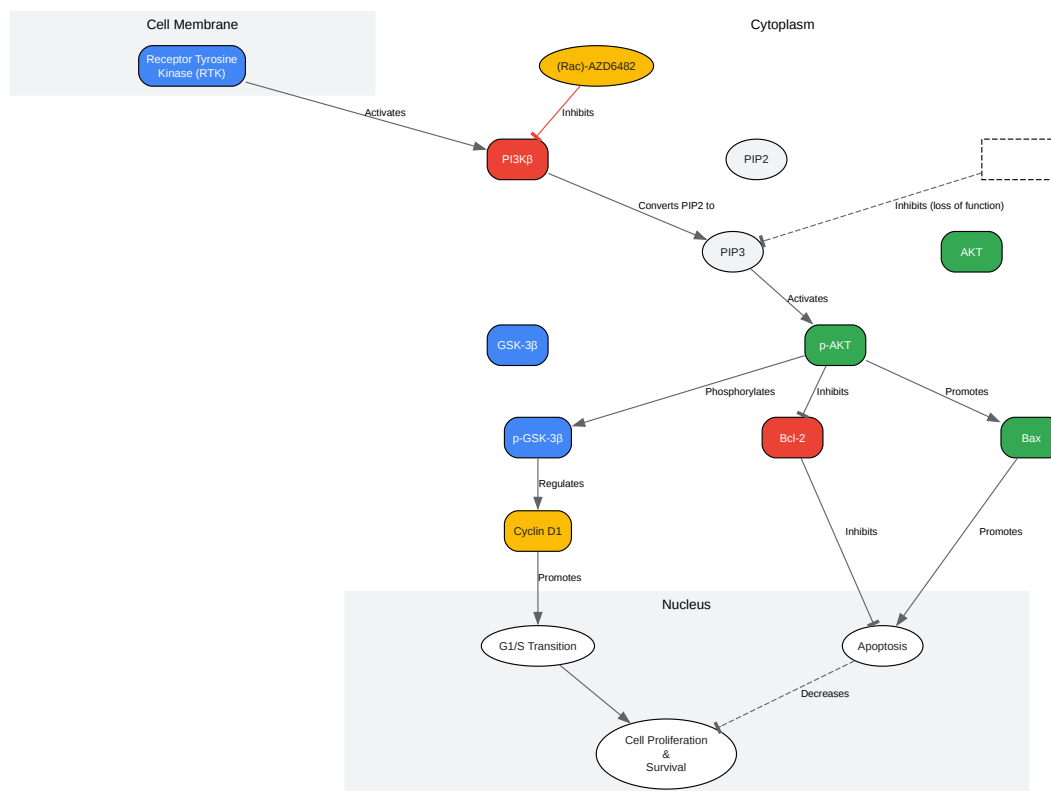 Cell Membrane
Cytoplasm
Receptor Tyrosine
Kinase (RTK)
(Rac)-AZD6482
Activates
Inhibits
PI3Kβ
PIP2
Converts PIP2 to
Inhibits (loss of function)
PIP3
AKT
Activates
GSK-3β
p-AKT
Phosphorylates
Inhibits
Promotes
p-GSK-3β
Bcl-2
Bax
Regulates
Cyclin D1
Inhibits
Promotes
Promotes
Nucleus
G1/S Transition
Apoptosis
Decreases
Cell Proliferation
&
Survival